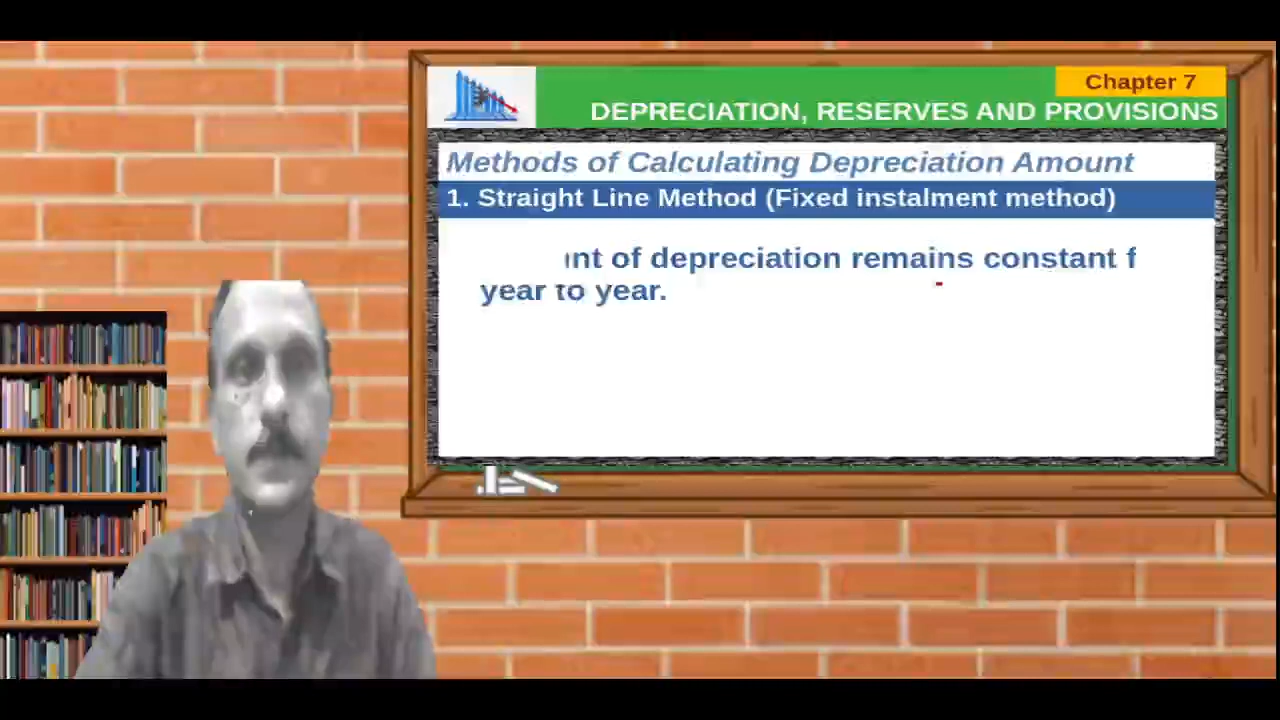 Chapter 7
DEPRECIATION, RESERVES AND PROVISIONS
Methods of Calculating Depreciation Amount
1. Straight Line Method (Fixed instalment method)
of depreciation remains constant
year to year.